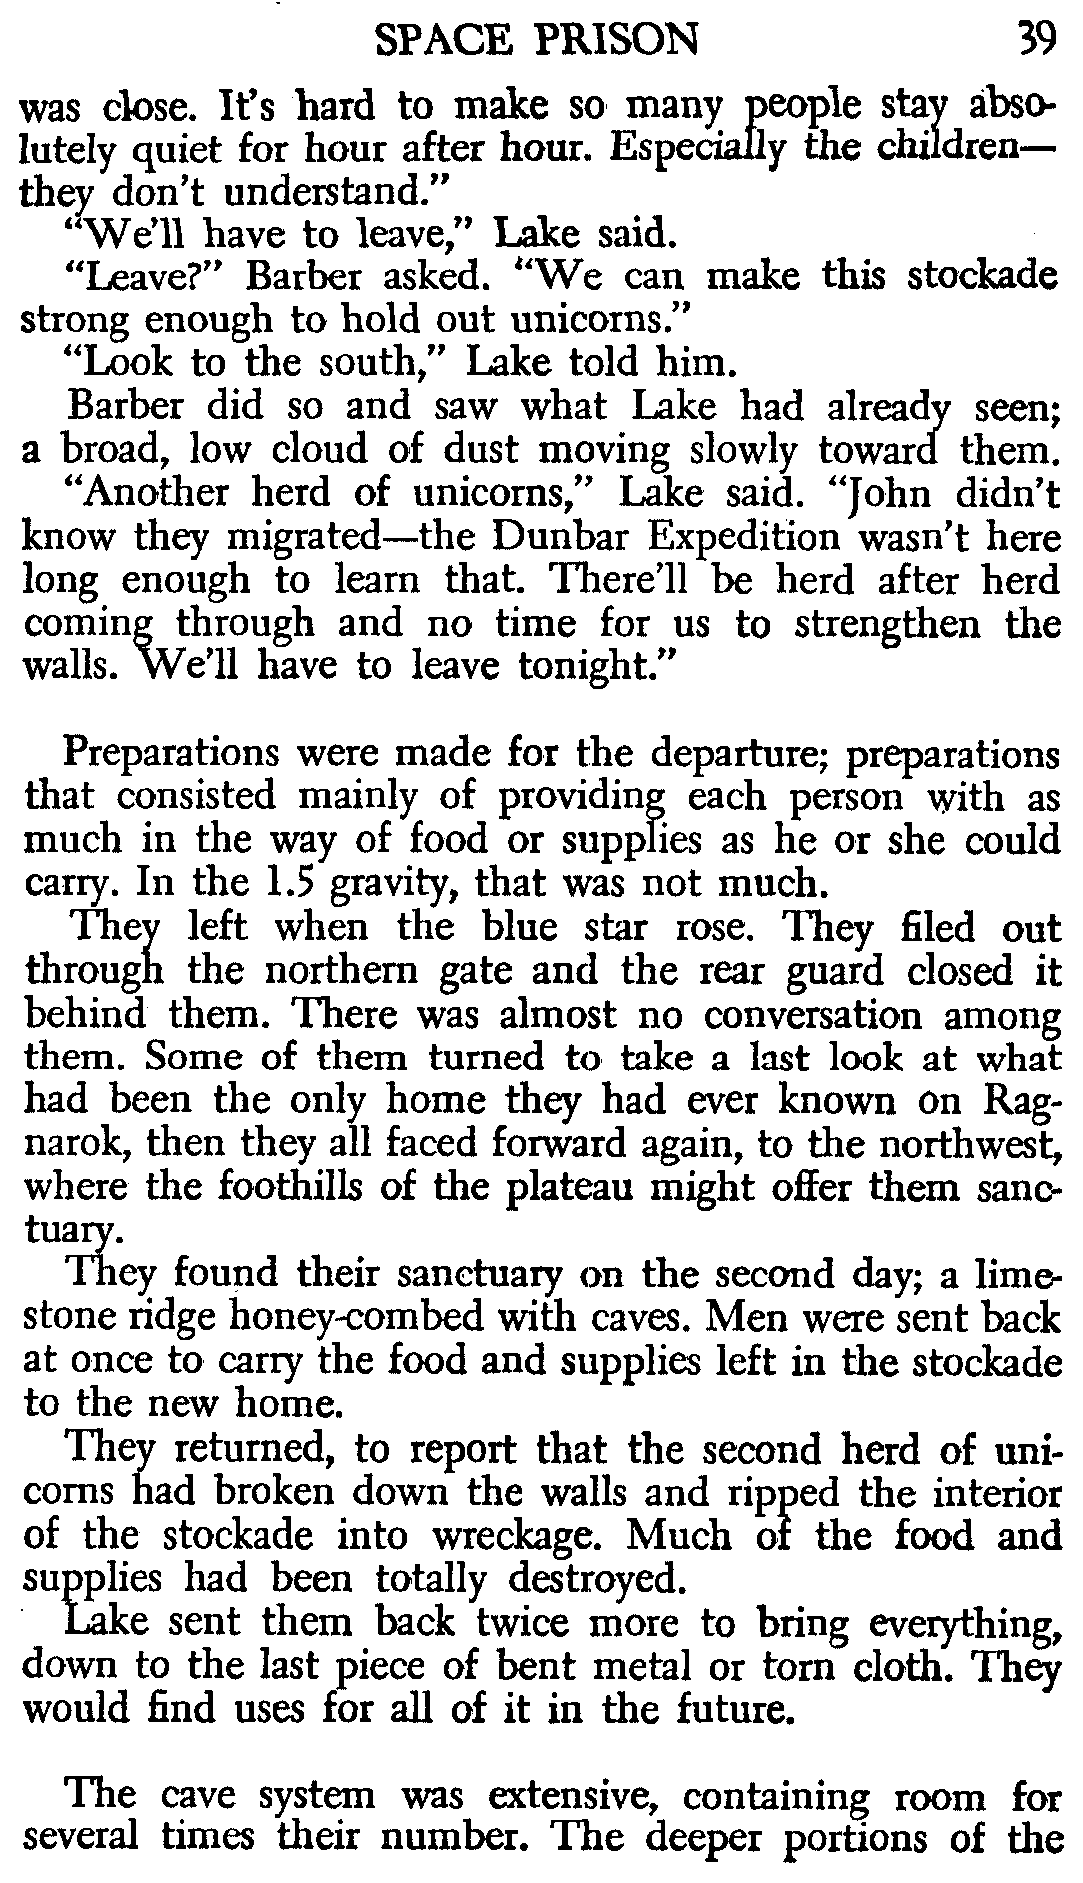 SPACE PRISON 39
was close. It's hard to make so many people stay abso-
lutely quiet for hour after hour. Especially the children—
they don't understand."
"We'll have to leave," Lake said.
"Leave?" Barber asked. "We can make this stockade
strong enough to hold out unicorns."
"Look to the south," Lake told him.
Barber did so and saw what Lake had already seen;
a broad, low cloud of dust moving slowly toward them.
"Another herd of unicorns," Lake said. "John didn't
know they migrated—the Dunbar Expedition wasn't here
long enough to learn that. There'll be herd after herd
coming through and no time for us to strengthen the
walls. We'll have to leave tonight."
Preparations were made for the departure; preparations
that consisted mainly of providing each person with as
much in the way of food or supplies as he or she could
carry. In the 1.5 gravity, that was not much.
They left when the blue star rose. They filed out
through the northern gate and the rear guard closed it
behind them. There was almost no conversation among
them. Some of them turned to take a last look at what
had been the only home they had ever known on Rag-
narok, then they all faced forward again, to the northwest,
where the foothills of the plateau might offer them sanc-
tuary.
They found their sanctuary on the second day; a lime-
stone ridge honey-combed with caves. Men were sent back
at once to carry the food and supplies left in the stockade
to the new home.
They returned, to report that the second herd of uni-
corns had broken down the walls and ripped the interior
of the stockade into wreckage. Much of the food and
supplies had been totally destroyed.
Lake sent them back twice more to bring everything,
down to the last piece of bent metal or torn cloth. They
would find uses for all of it in the future.
The cave system was extensive, containing room for
several times their number. The deeper portions of the